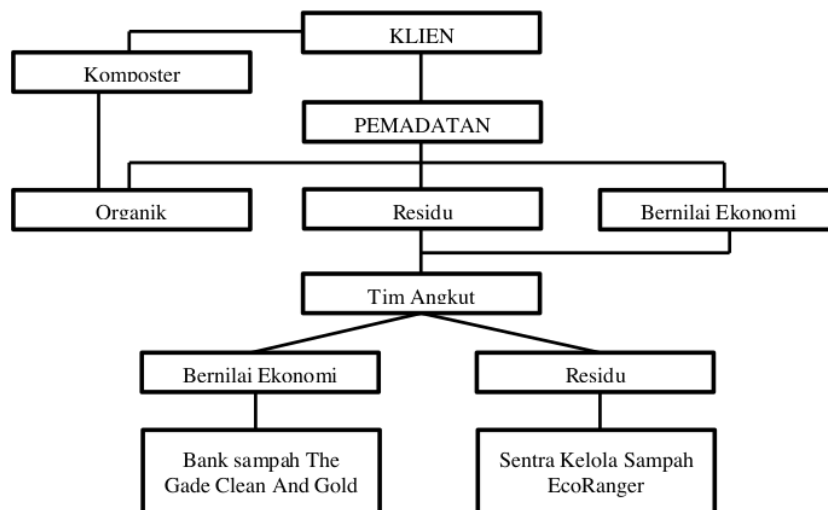 KLIEN
Komposter
PEMADATAN
Organik
Residu
Bernilai Ekonomi
Tim Angkut
Bernilai Ekonomi
Residu
Bank sampah The
Gade Clean And Gold
Sentra Kelola Sampah
EcoRanger